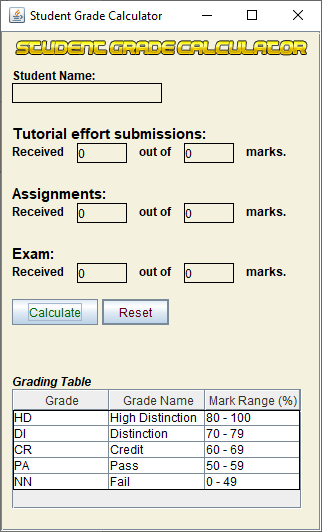 Student Grade Calculator
STUDENT GRADE CALCULATOR
Student Name:
Tutorial effort submissions:
Received 0 out of 0 marks.
Assignments:
Received 0 out of 0 marks.
Exam:
Received 0 out of 0 marks.
Calculate Reset
Grading Table
Grade Grade Name Mark Range (%)
HD High Distinction 80 - 100
DI Distinction 70 - 79
CR Credit 60 - 69
PA Pass 50 - 59
NN Fail 0 - 49